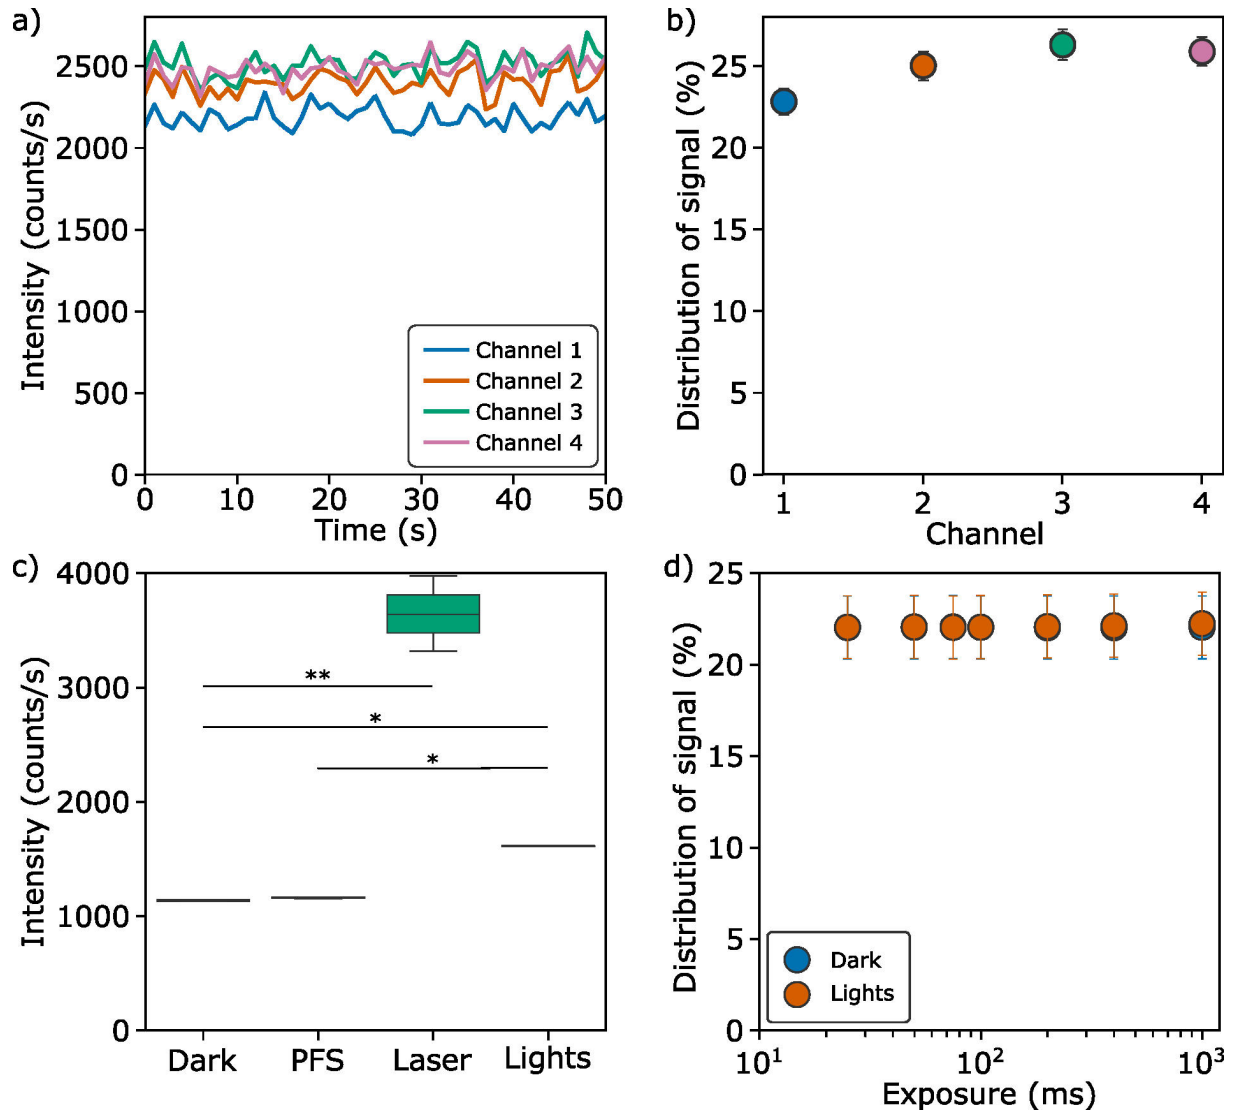 a)
Intensity (counts/s)
2500
2000
1500
1000
500
0
Channel 1
Channel 2
Channel 3
Channel 4
0 10 20 30 40 50
Time (s)
b)
Distribution of signal (%)
25
20
15
10
5
0
1 2 3 4
Channel
c)
Intensity (counts/s)
4000
3000
2000
1000
0
**
*
*
Dark PFS Laser Lights
d)
Distribution of signal (%)
25
20
15
10
5
0
Dark
Lights
10¹ 10² 10³
Exposure (ms)